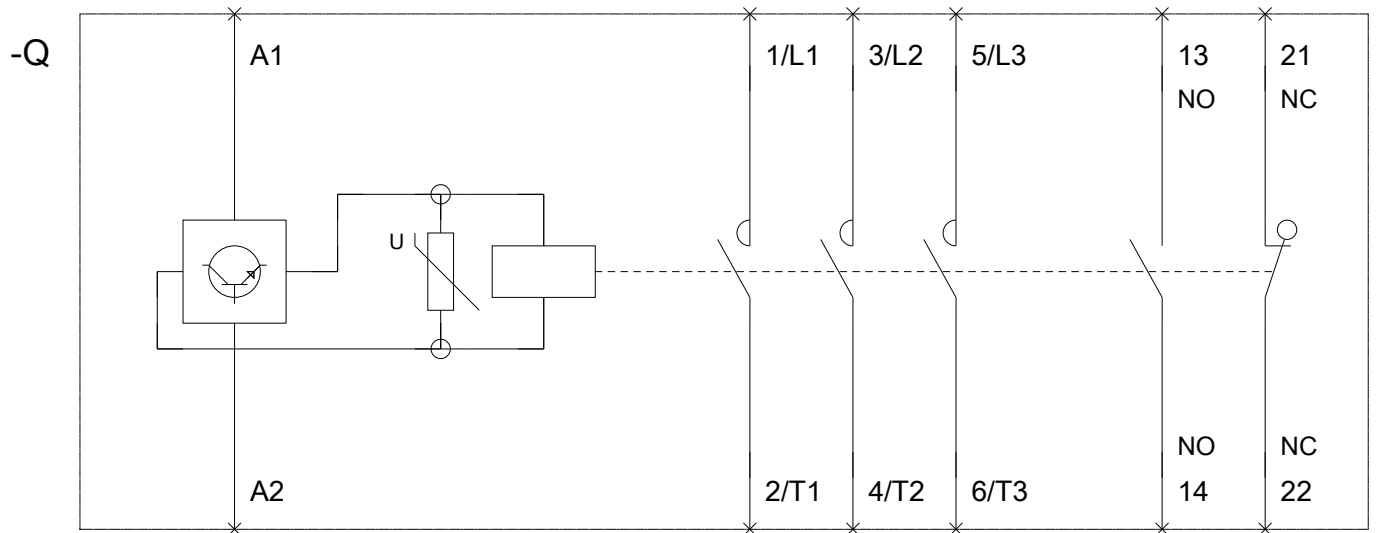 -Q
A1 1/L1 3/L2 5/L3 13 21
NO NC
U
NO NC
A2 2/T1 4/T2 6/T3 14 22